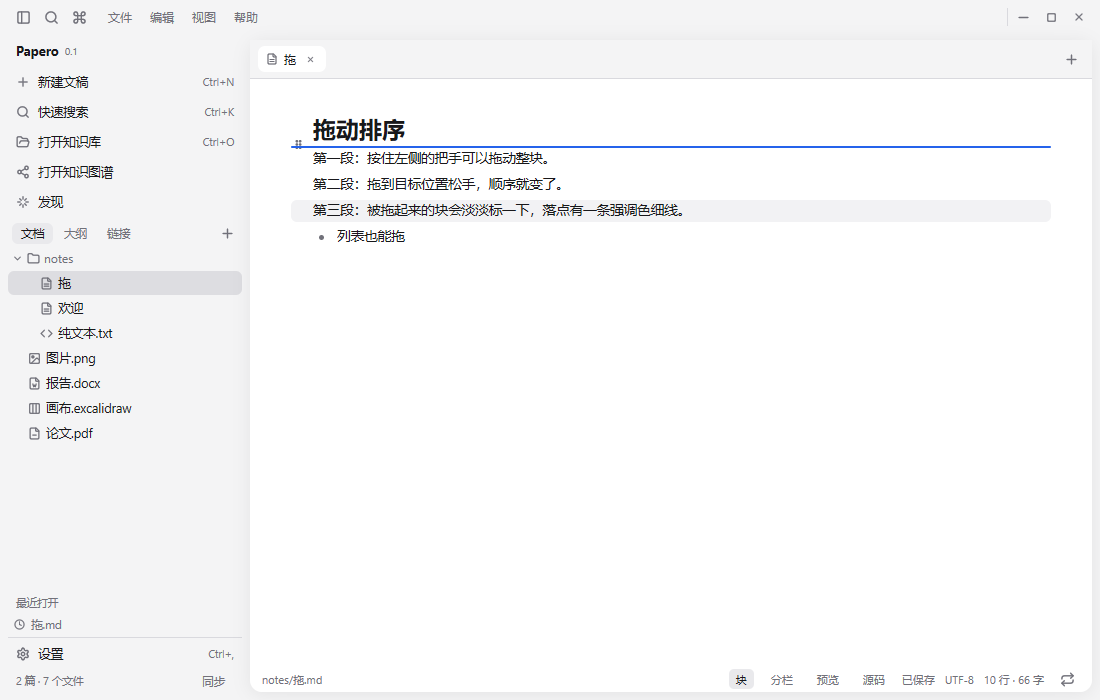 文件 编辑 视图 帮助
Papero 0.1
新建文稿 Ctrl+N
快速搜索 Ctrl+K
打开知识库 Ctrl+O
打开知识图谱
发现
文档 大纲 链接
notes
拖
欢迎
纯文本.txt
图片.png
报告.docx
画布.excalidraw
论文.pdf
最近打开
拖.md
设置 Ctrl+,
2 篇 · 7 个文件 同步
拖
拖动排序
第一段：按住左侧的把手可以拖动整块。
第二段：拖到目标位置松手，顺序就变了。
第三段：被拖起来的块会淡淡标一下，落点有一条强调色细线。
列表也能拖
notes/拖.md 块 分栏 预览 源码 已保存 UTF-8 10 行 · 66 字